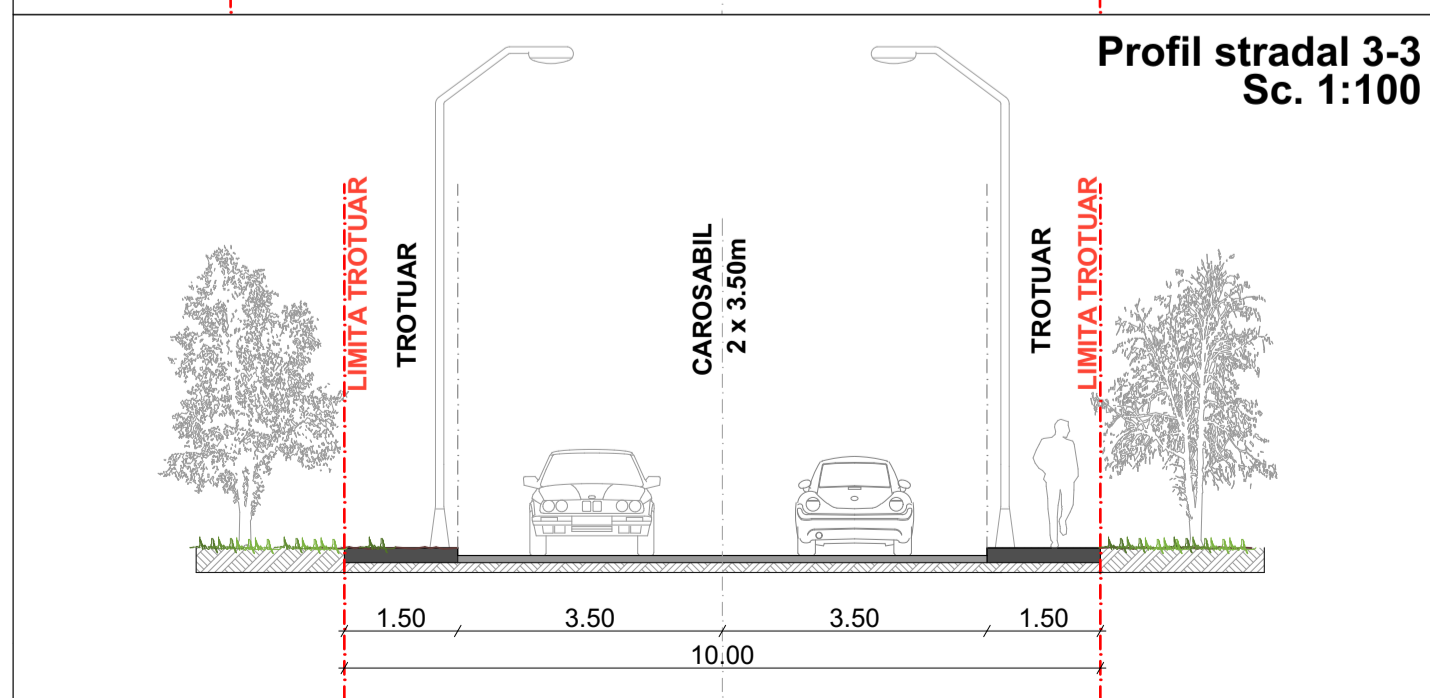 Profil stradal 3-3
Sc. 1:100
LIMITA TROTUAR
TROTUAR
CAROSABIL
2 x 3.50m
TROTUAR
LIMITA TROTUAR
1.50
3.50
3.50
1.50
10.00